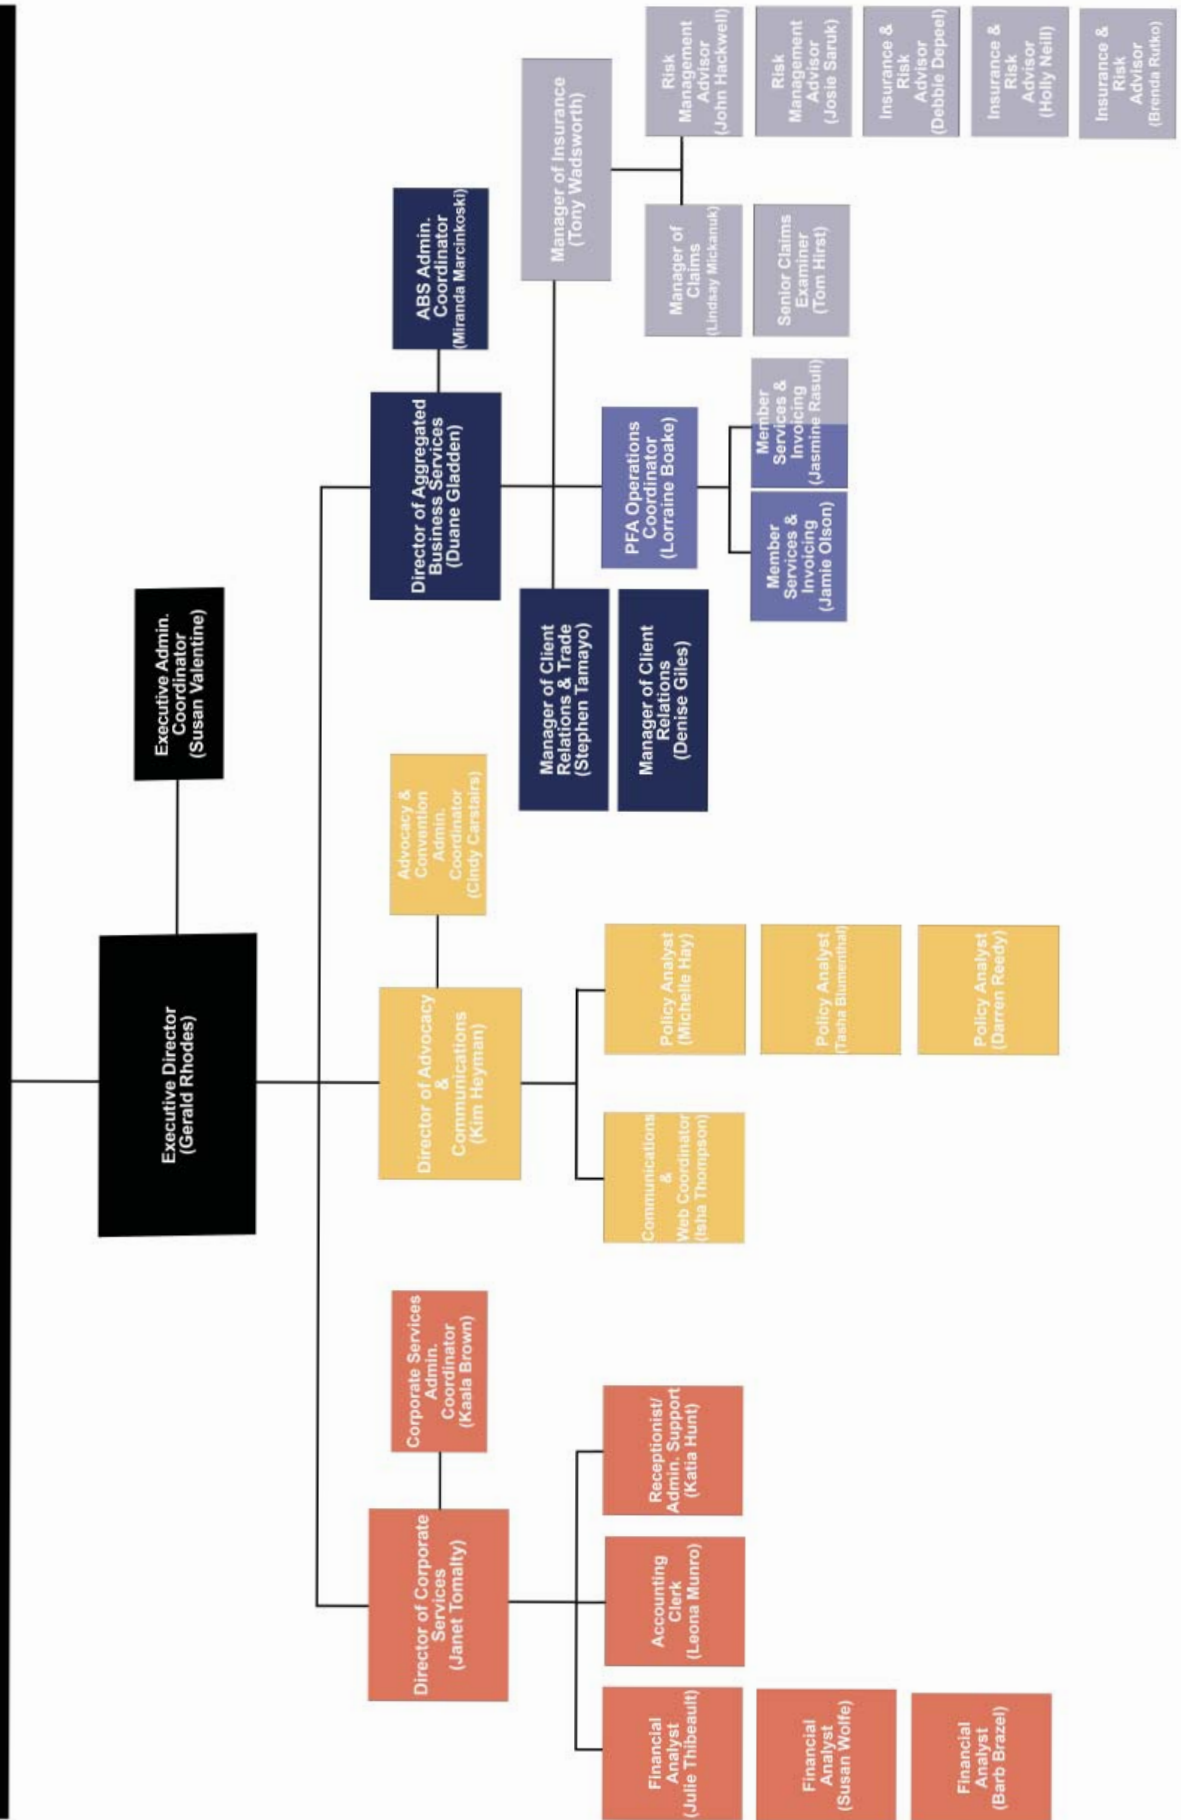 Executive Director
(Gerald Rhodes)
Executive Admin.
Coordinator
(Susan Valentine)
Director of Corporate
Services
(Janet Tomalty)
Corporate Services
Admin.
Coordinator
(Kaala Brown)
Director of Advocacy
&
Communications
(Kim Heyman)
Advocacy &
Convention
Admin.
Coordinator
(Cindy Carstairs)
Director of Aggregated
Business Services
(Duane Gladden)
ABS Admin.
Coordinator
(Miranda Marcinkoski)
Financial
Analyst
(Julie Thibeault)
Financial
Analyst
(Susan Wolfe)
Financial
Analyst
(Barb Brazel)
Accounting
Clerk
(Leona Munro)
Receptionist/
Admin. Support
(Katia Hunt)
Communications
&
Web Coordinator
(Isha Thompson)
Policy Analyst
(Michelle Hay)
Policy Analyst
(Tasha Blumenthal)
Policy Analyst
(Darren Reedy)
Manager of Client
Relations & Trade
(Stephen Tamayo)
Manager of Client
Relations
(Denise Giles)
PFA Operations
Coordinator
(Lorraine Boake)
Member
Services &
Invoicing
(Jamie Olson)
Member
Services &
Invoicing
(Jasmine Rasuli)
Manager of Insurance
(Tony Wadsworth)
Manager of
Claims
(Lindsay Mickanuk)
Senior Claims
Examiner
(Tom Hirst)
Risk
Management
Advisor
(John Hackwell)
Risk
Management
Advisor
(Josie Saruk)
Insurance &
Risk
Advisor
(Debbie Depeel)
Insurance &
Risk
Advisor
(Holly Neill)
Insurance &
Risk
Advisor
(Brenda Rutko)